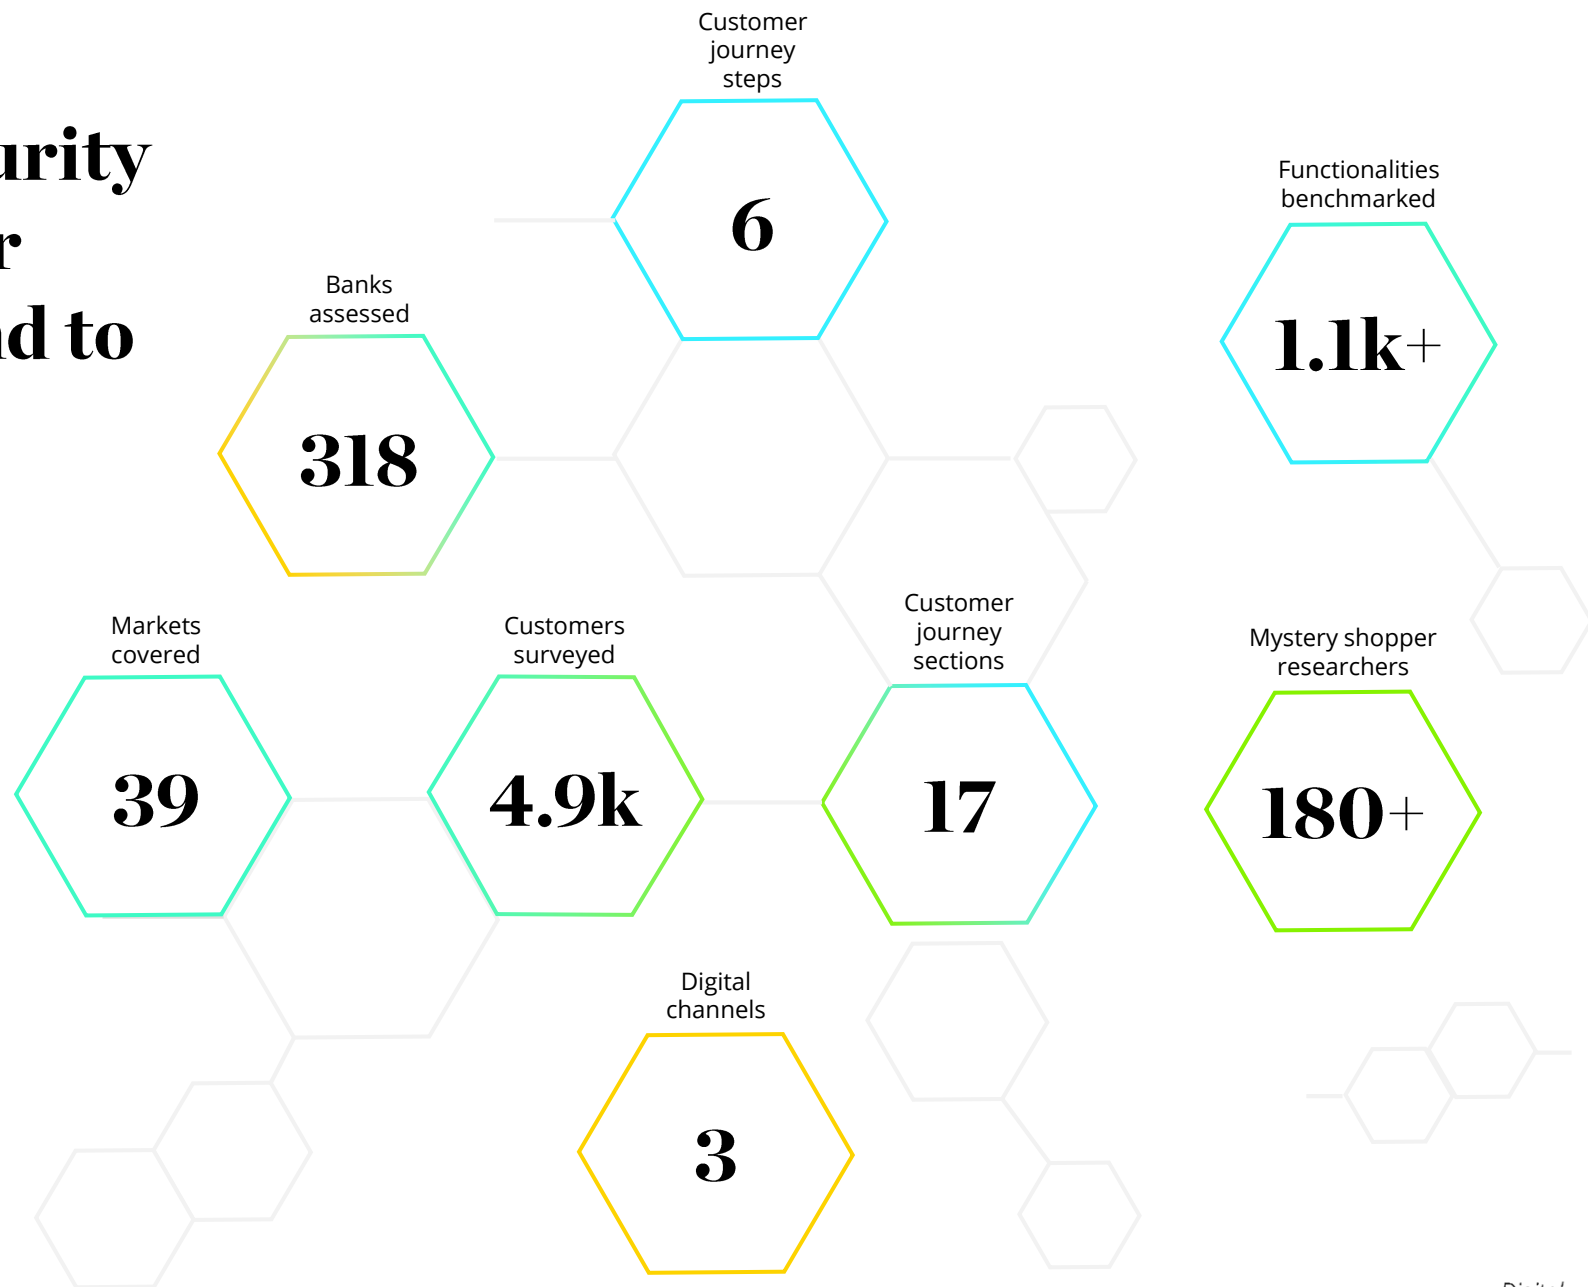 urity
r
nd to
Customer
journey
steps
6
Functionalities
benchmarked
1.1k+
Banks
assessed
318
Markets
covered
39
Customers
surveyed
4.9k
Customer
journey
sections
17
Mystery shopper
researchers
180+
Digital
channels
3